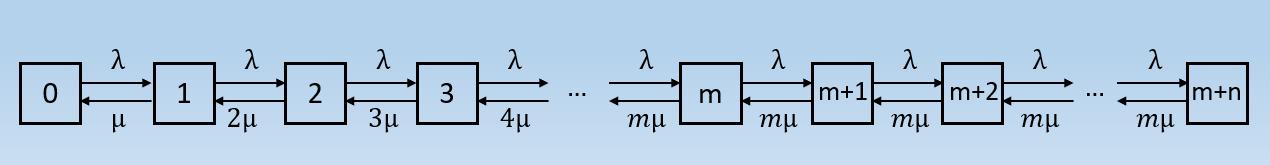 λ λ λ λ λ λ λ λ λ
0 1 2 3 ... m m+1 m+2 ... m+n
μ 2μ 3μ 4μ mμ mμ mμ mμ mμ